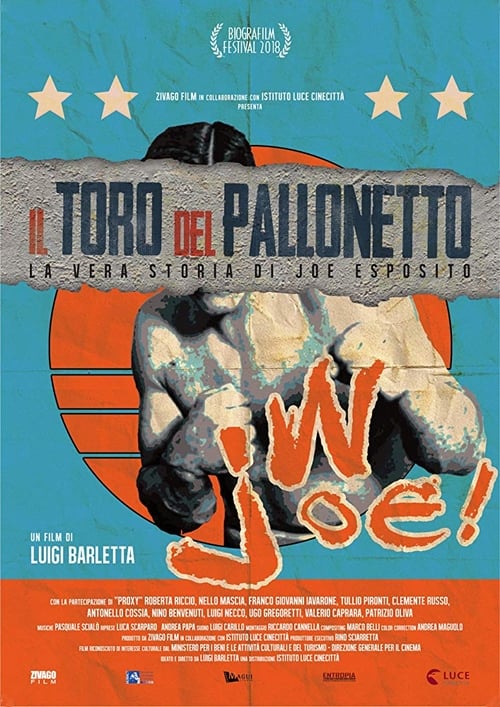 BIOGRAFILM
FESTIVAL 2018
ZIVAGO FILM IN COLLABORAZIONE CON ISTITUTO LUCE CINECITTÀ
PRESENTA
IL TORO DEL PALLONETTO
LA VERA STORIA DI JOE ESPOSITO
W
joe!
UN FILM DI
LUIGI BARLETTA
CON LA PARTECIPAZIONE DI "PROXY" ROBERTA RICCIO, NELLO MASCIA, FRANCO GIOVANNI IAVARONE, TULLIO PIRONTI, CLEMENTE RUSSO,
ANTONELLO COSSIA, NINO BENVENUTI, LUIGI NECCO, UGO GREGORETTI, VALERIO CAPRARA, PATRIZIO OLIVA
MUSICHE PASQUALE SCIALÒ RIPRESE LUCA SCARPARO ANDREA PAPA SUONO LUIGI CARILLO MONTAGGIO RICCARDO CANNELLA COMPOSITING MARCO BELLI COLOR CORRECTION ANDREA MAGUOLO
PRODOTTO DA ZIVAGO FILM IN COLLABORAZIONE CON ISTITUTO LUCE CINECITTÀ PRODUTTORE ESECUTIVO RINO SCIARRETTA
FILM RICONOSCIUTO DI INTERESSE CULTURALE DAL MINISTERO PER I BENI E LE ATTIVITÀ CULTURALI E DEL TURISMO - DIREZIONE GENERALE PER IL CINEMA
IDEATO E DIRETTO DA LUIGI BARLETTA UNA DISTRIBUZIONE ISTITUTO LUCE CINECITTÀ
ZIVAGO
FILM
ENTROPIA
LUCE